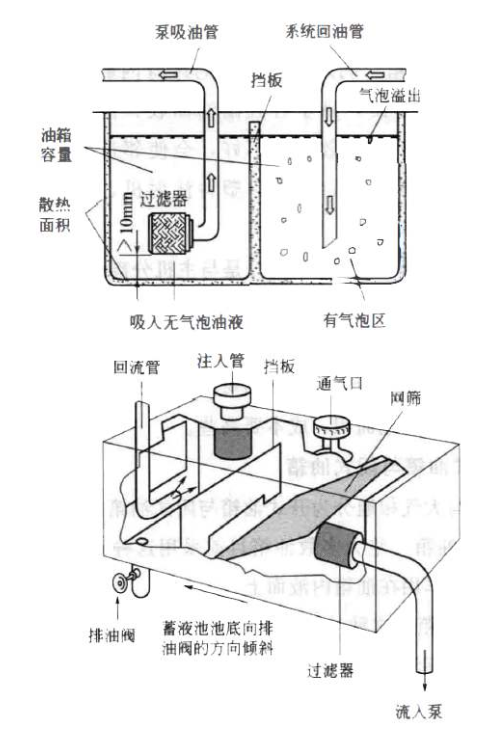 泵吸油管
系统回油管
挡板
气泡溢出
油箱
容量
过滤器
散热
面积
>10mm
吸入无气泡油液
有气泡区
回流管
注入管
挡板
通气口
网筛
排油阀
蓄液池池底向排
油阀的方向倾斜
过滤器
流入泵